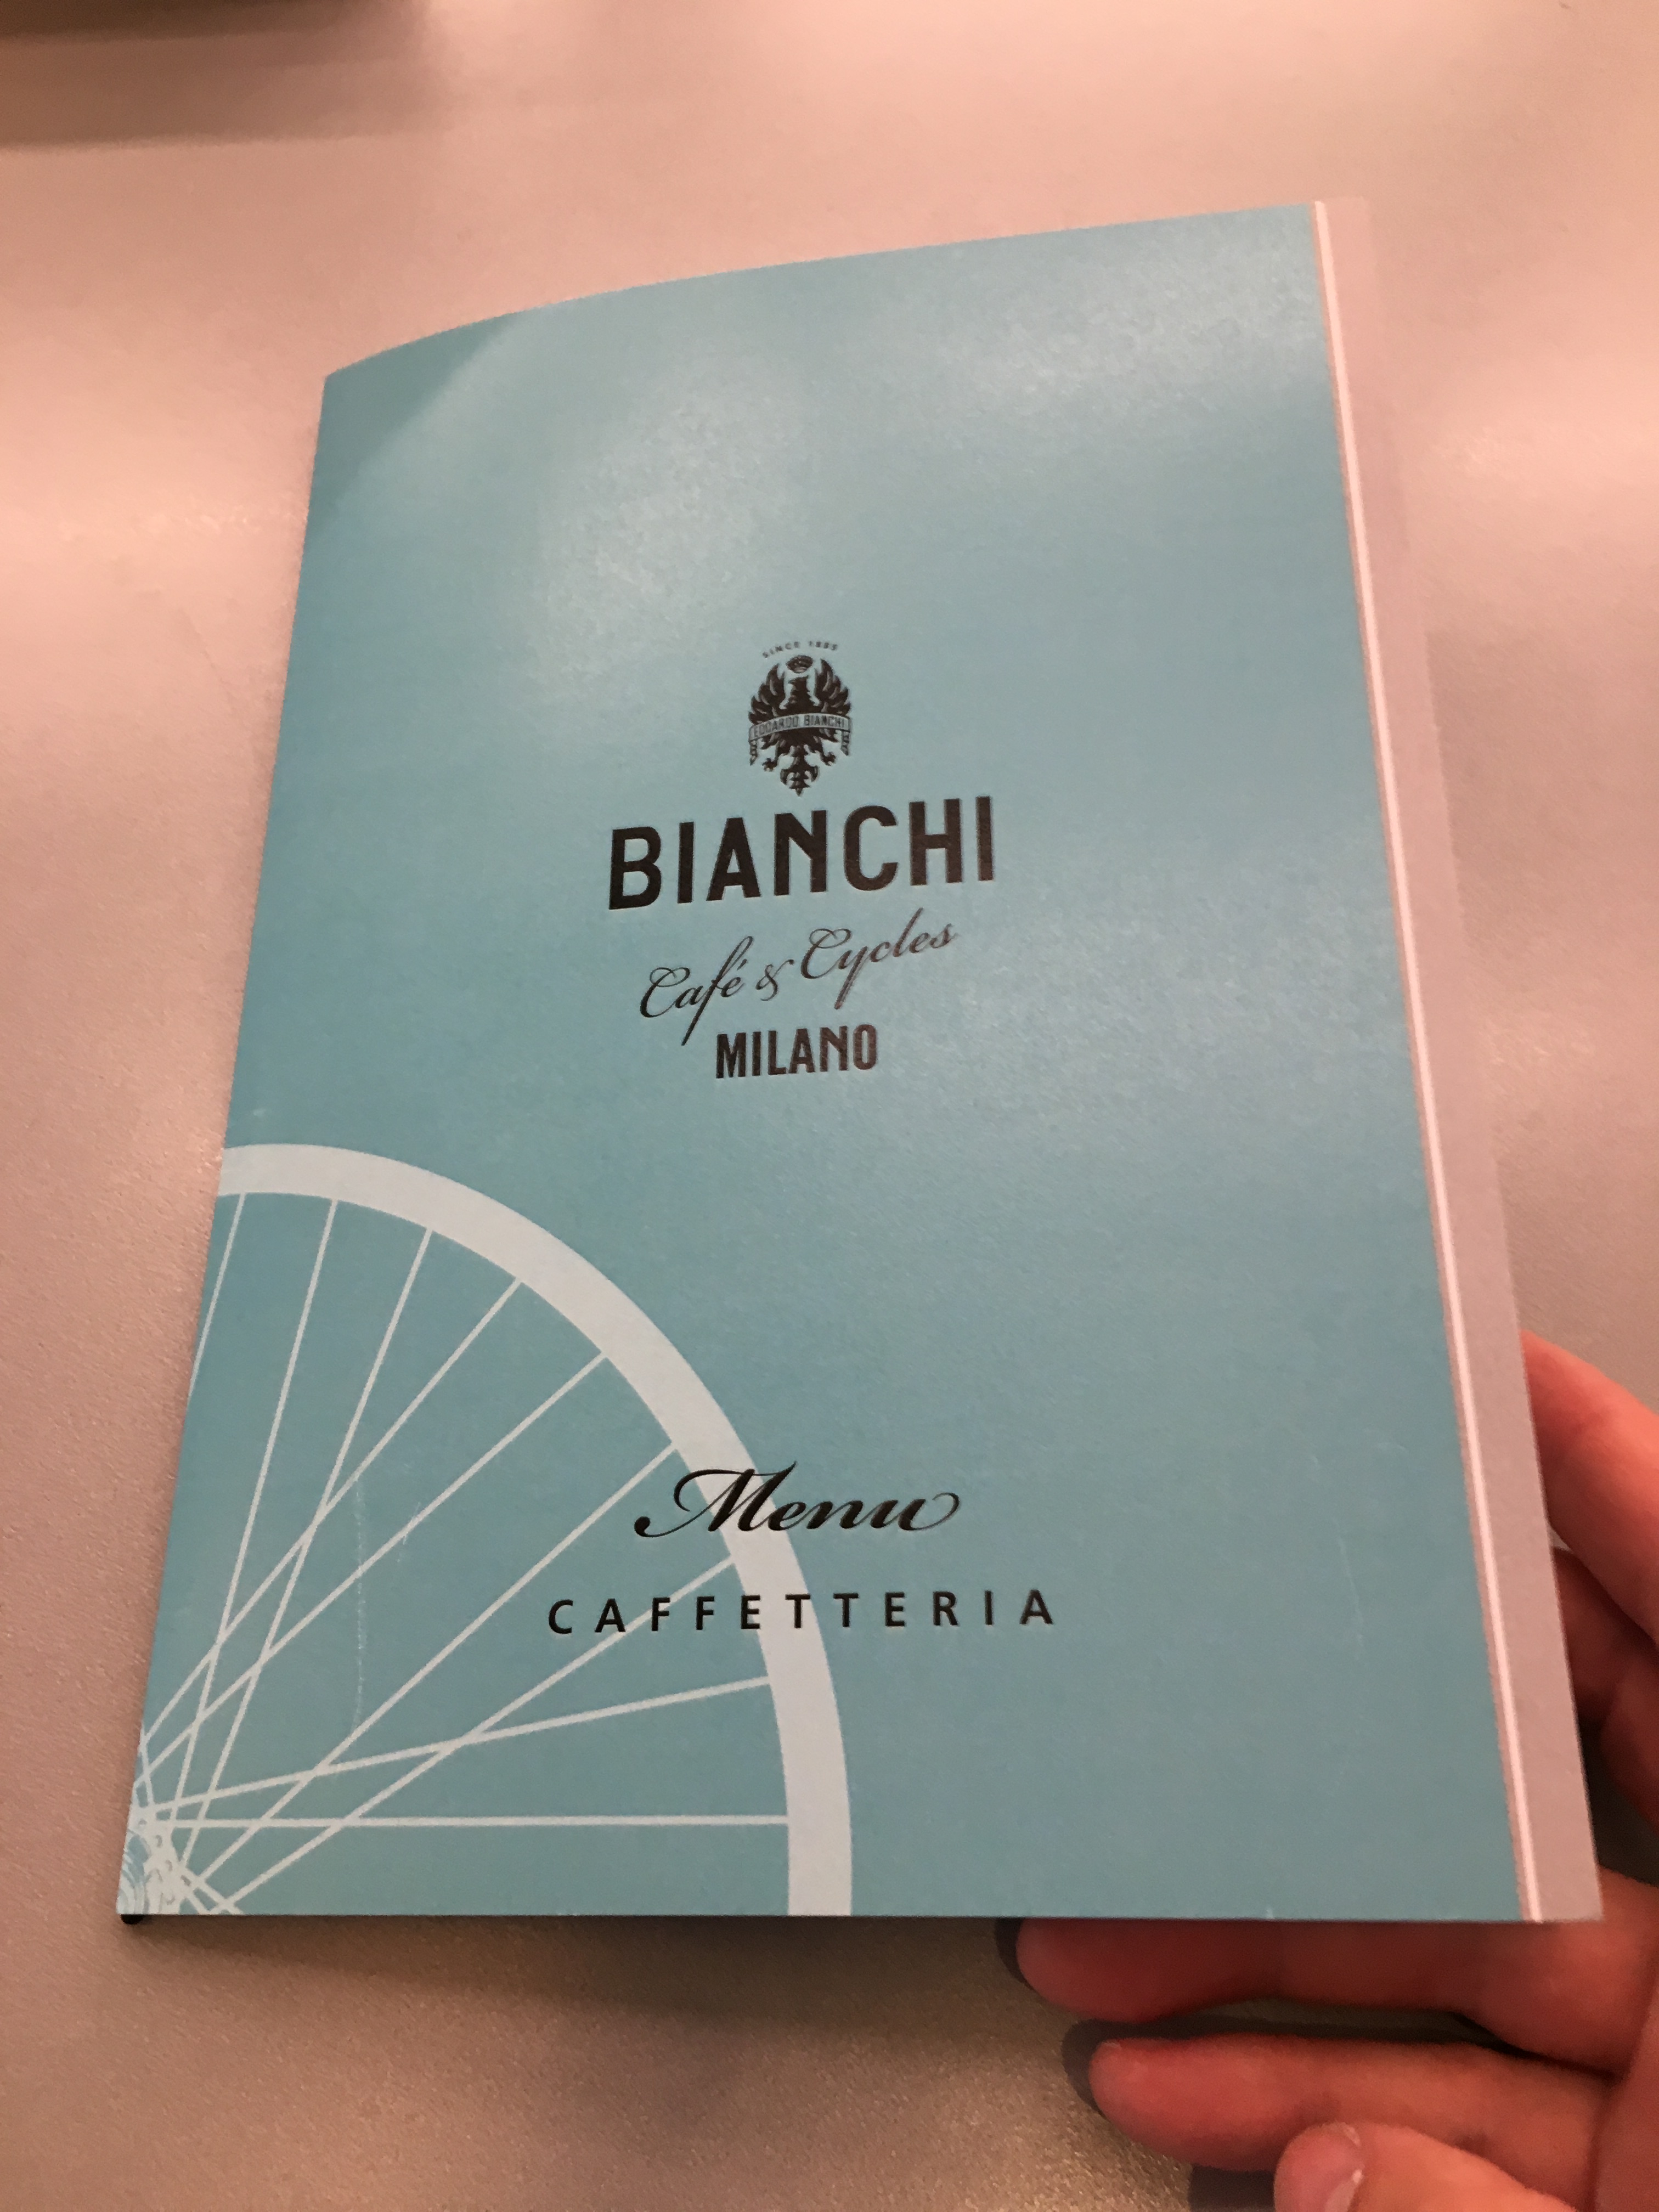 SINCE 1885
EDOARDO BIANCHI
BIANCHI
Café & Cycles
MILANO
Menu
CAFFETTERIA